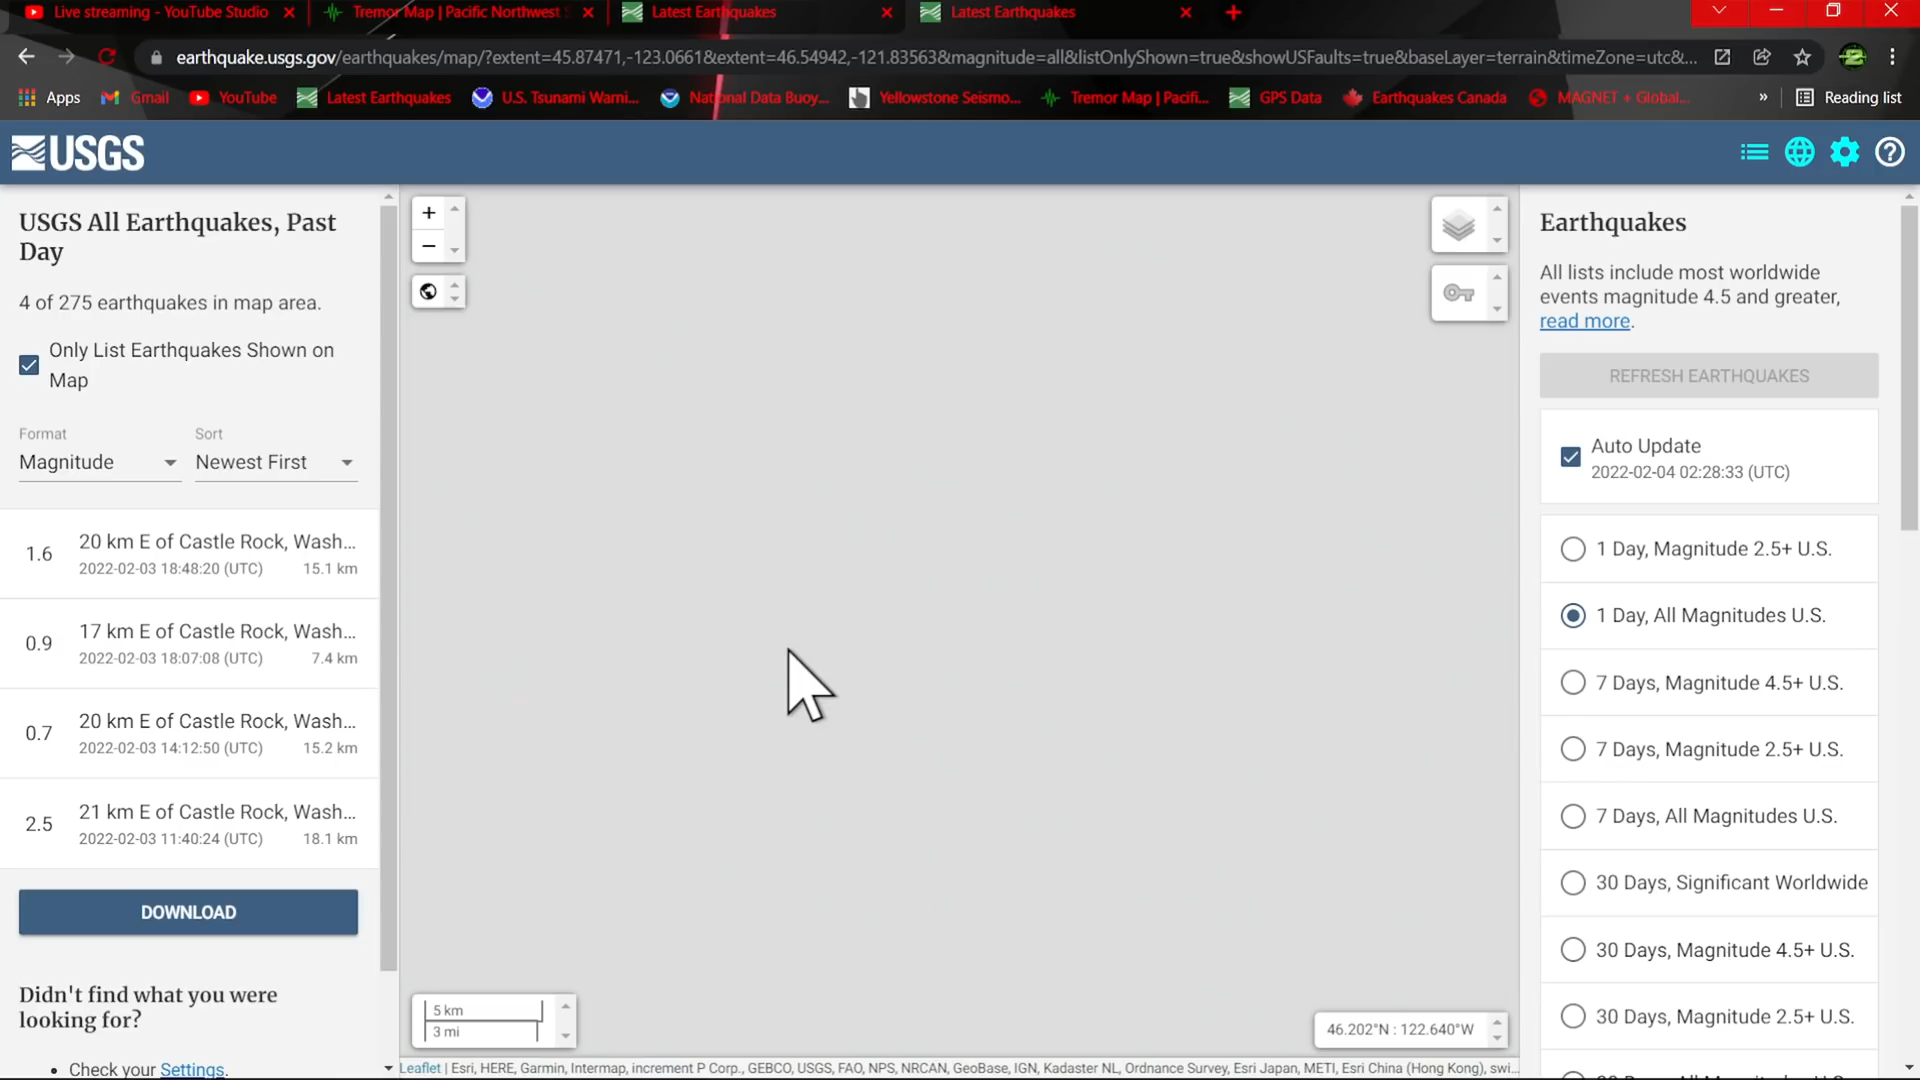 Live streaming - YouTube Studio
Tremor Map | Pacific Northwest S
Latest Earthquakes
Latest Earthquakes
earthquake.usgs.gov/earthquakes/map/?extent=45.87471,-123.0661&extent=46.54942,-121.83563&magnitude=all&listOnlyShown=true&showUSFaults=true&baseLayer=terrain&timeZone=utc&...
Apps Gmail YouTube Latest Earthquakes U.S. Tsunami Warni... National Data Buoy... Yellowstone Seismo... Tremor Map | Pacifi... GPS Data Earthquakes Canada MAGNET + Global... » Reading list
USGS
USGS All Earthquakes, Past
Day
4 of 275 earthquakes in map area.
Only List Earthquakes Shown on
Map
Format Sort
Magnitude Newest First
1.6 20 km E of Castle Rock, Wash...
2022-02-03 18:48:20 (UTC) 15.1 km
0.9 17 km E of Castle Rock, Wash...
2022-02-03 18:07:08 (UTC) 7.4 km
0.7 20 km E of Castle Rock, Wash...
2022-02-03 14:12:50 (UTC) 15.2 km
2.5 21 km E of Castle Rock, Wash...
2022-02-03 11:40:24 (UTC) 18.1 km
DOWNLOAD
Didn't find what you were
looking for?
• Check your Settings.
+
−
5 km
3 mi
46.202°N : 122.640°W
Leaflet | Esri, HERE, Garmin, Intermap, increment P Corp., GEBCO, USGS, FAO, NPS, NRCAN, GeoBase, IGN, Kadaster NL, Ordnance Survey, Esri Japan, METI, Esri China (Hong Kong), swi...
Earthquakes
All lists include most worldwide
events magnitude 4.5 and greater,
read more.
REFRESH EARTHQUAKES
Auto Update
2022-02-04 02:28:33 (UTC)
1 Day, Magnitude 2.5+ U.S.
1 Day, All Magnitudes U.S.
7 Days, Magnitude 4.5+ U.S.
7 Days, Magnitude 2.5+ U.S.
7 Days, All Magnitudes U.S.
30 Days, Significant Worldwide
30 Days, Magnitude 4.5+ U.S.
30 Days, Magnitude 2.5+ U.S.